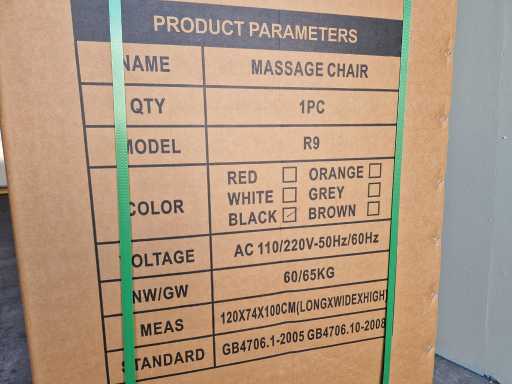 PRODUCT PARAMETERS
NAME MASSAGE CHAIR
QTY 1PC
MODEL R9
COLOR
RED ORANGE
WHITE GREY
BLACK BROWN
VOLTAGE AC 110/220V-50Hz/60Hz
NW/GW 60/65KG
MEAS 120X74X100CM(LONGXWIDEXHIGH)
STANDARD GB4706.1-2005 GB4706.10-2008